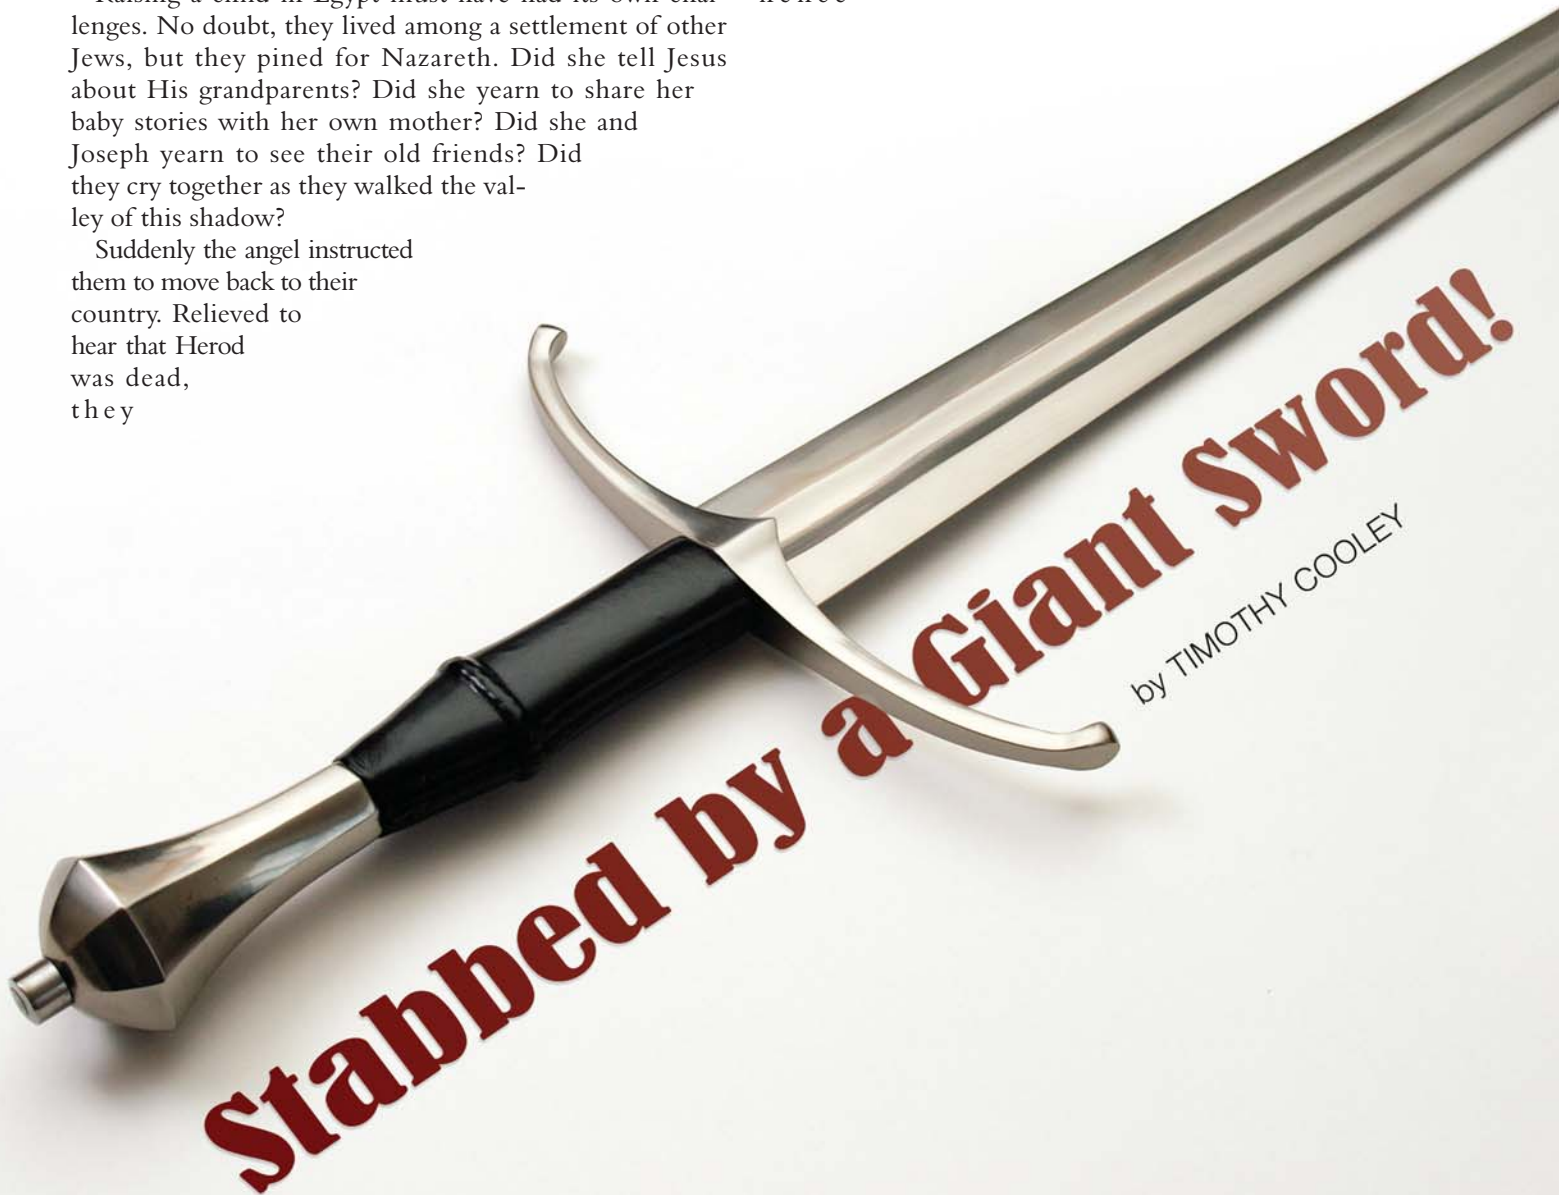 lenges. No doubt, they lived among a settlement of other
Jews, but they pined for Nazareth. Did she tell Jesus
about His grandparents? Did she yearn to share her
baby stories with her own mother? Did she and
Joseph yearn to see their old friends? Did
they cry together as they walked the val-
ley of this shadow?
Suddenly the angel instructed
them to move back to their
country. Relieved to
hear that Herod
was dead,
they
Stabbed by a Giant Sword!
by TIMOTHY COOLEY